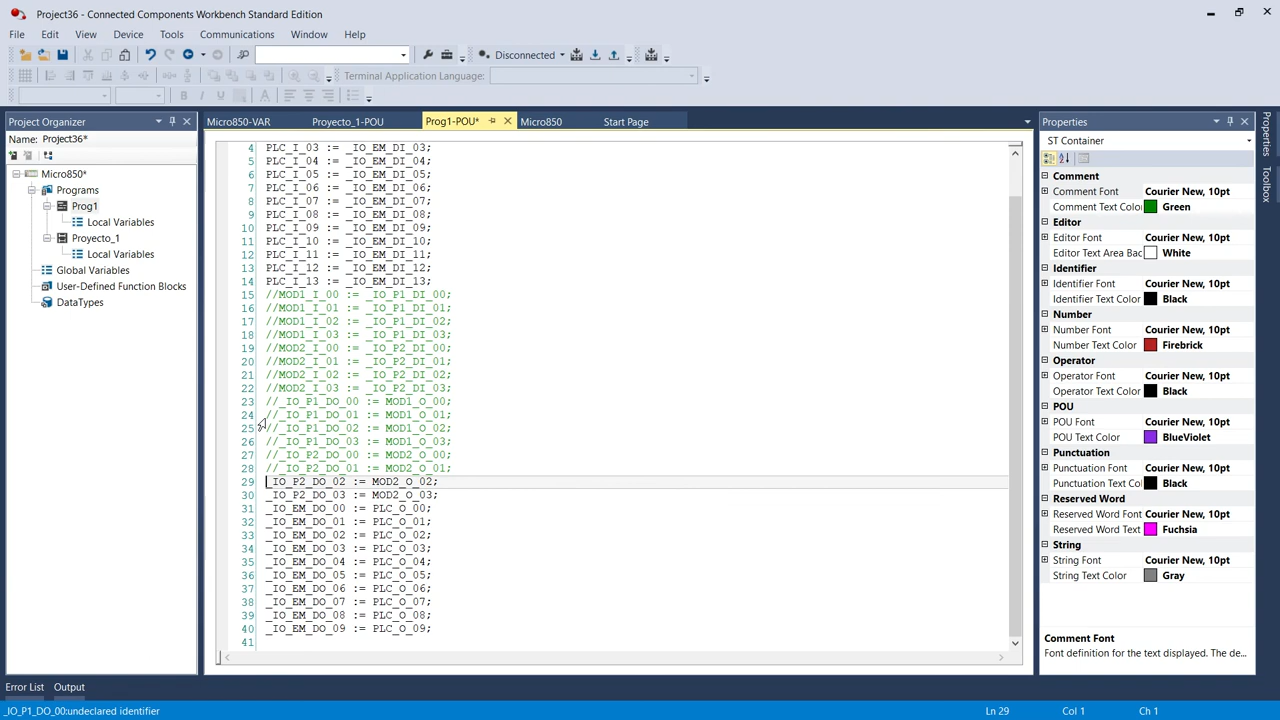 Project36 - Connected Components Workbench Standard Edition
File Edit View Device Tools Communications Window Help
Disconnected
Terminal Application Language:
B I U A
Project Organizer
Name: Project36*
Micro850*
Programs
Prog1
Local Variables
Proyecto_1
Local Variables
Global Variables
User-Defined Function Blocks
DataTypes
Micro850-VAR Proyecto_1-POU Prog1-POU* Micro850 Start Page
4 PLC_I_03 := _IO_EM_DI_03;
5 PLC_I_04 := _IO_EM_DI_04;
6 PLC_I_05 := _IO_EM_DI_05;
7 PLC_I_06 := _IO_EM_DI_06;
8 PLC_I_07 := _IO_EM_DI_07;
9 PLC_I_08 := _IO_EM_DI_08;
10 PLC_I_09 := _IO_EM_DI_09;
11 PLC_I_10 := _IO_EM_DI_10;
12 PLC_I_11 := _IO_EM_DI_11;
13 PLC_I_12 := _IO_EM_DI_12;
14 PLC_I_13 := _IO_EM_DI_13;
15 //MOD1_I_00 := _IO_P1_DI_00;
16 //MOD1_I_01 := _IO_P1_DI_01;
17 //MOD1_I_02 := _IO_P1_DI_02;
18 //MOD1_I_03 := _IO_P1_DI_03;
19 //MOD2_I_00 := _IO_P2_DI_00;
20 //MOD2_I_01 := _IO_P2_DI_01;
21 //MOD2_I_02 := _IO_P2_DI_02;
22 //MOD2_I_03 := _IO_P2_DI_03;
23 //_IO_P1_DO_00 := MOD1_O_00;
24 //_IO_P1_DO_01 := MOD1_O_01;
25 //_IO_P1_DO_02 := MOD1_O_02;
26 //_IO_P1_DO_03 := MOD1_O_03;
27 //_IO_P2_DO_00 := MOD2_O_00;
28 //_IO_P2_DO_01 := MOD2_O_01;
29 _IO_P2_DO_02 := MOD2_O_02;
30 _IO_P2_DO_03 := MOD2_O_03;
31 _IO_EM_DO_00 := PLC_O_00;
32 _IO_EM_DO_01 := PLC_O_01;
33 _IO_EM_DO_02 := PLC_O_02;
34 _IO_EM_DO_03 := PLC_O_03;
35 _IO_EM_DO_04 := PLC_O_04;
36 _IO_EM_DO_05 := PLC_O_05;
37 _IO_EM_DO_06 := PLC_O_06;
38 _IO_EM_DO_07 := PLC_O_07;
39 _IO_EM_DO_08 := PLC_O_08;
40 _IO_EM_DO_09 := PLC_O_09;
41
Properties
ST Container
Comment
Comment Font Courier New, 10pt
Comment Text Colo Green
Editor
Editor Font Courier New, 10pt
Editor Text Area Bac White
Identifier
Identifier Font Courier New, 10pt
Identifier Text Color Black
Number
Number Font Courier New, 10pt
Number Text Color Firebrick
Operator
Operator Font Courier New, 10pt
Operator Text Color Black
POU
POU Font Courier New, 10pt
POU Text Color BlueViolet
Punctuation
Punctuation Font Courier New, 10pt
Punctuation Text Co Black
Reserved Word
Reserved Word Font Courier New, 10pt
Reserved Word Text Fuchsia
String
String Font Courier New, 10pt
String Text Color Gray
Comment Font
Font definition for the text displayed. The de...
Properties
Toolbox
Error List Output
_IO_P1_DO_00:undeclared identifier Ln 29 Col 1 Ch 1